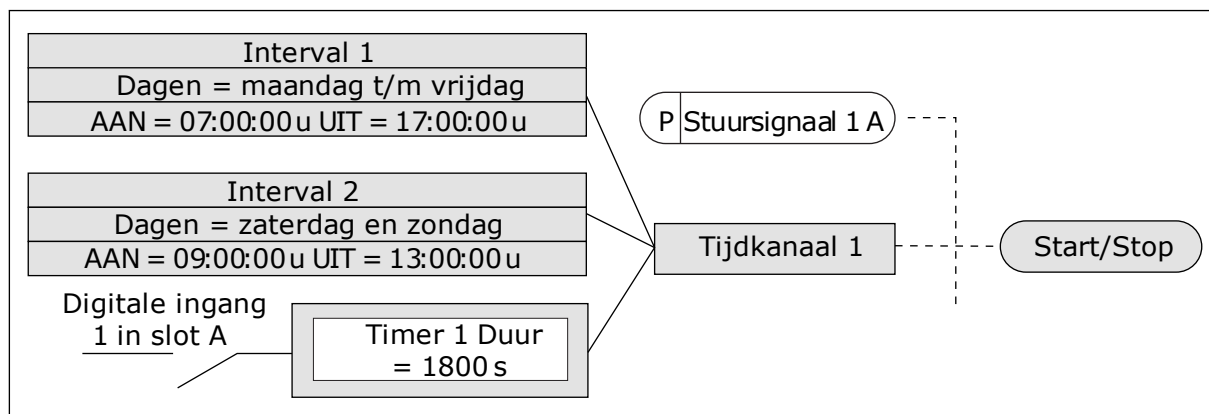 Interval 1
Dagen = maandag t/m vrijdag
AAN = 07:00:00u UIT = 17:00:00u
P Stuursignaal 1 A
Interval 2
Dagen = zaterdag en zondag
AAN = 09:00:00u UIT = 13:00:00u
Tijdkanaal 1
Start/Stop
Digitale ingang
1 in slot A
Timer 1 Duur
= 1800 s